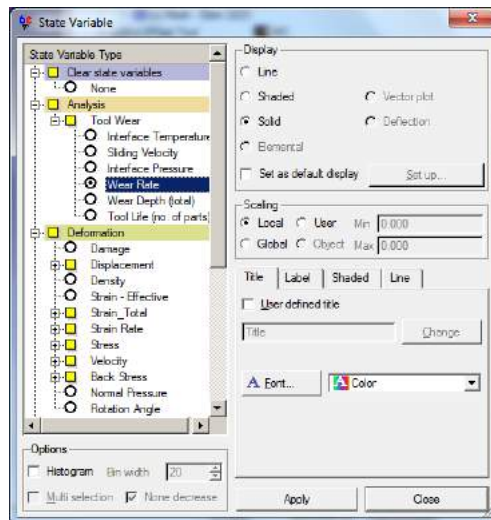 State Variable
State Variable Type
Clear state variables
None
Analysis
Tool Wear
Interface Temperature
Sliding Velocity
Interface Pressure
Wear Rate
Wear Depth (total)
Tool Life (no. of parts)
Deformation
Damage
Displacement
Density
Strain - Effective
Strain_Total
Strain Rate
Stress
Velocity
Back Stress
Normal Pressure
Rotation Angle
Options
Histogram Bin width 20
Multi selection None decrease
Display
Line
Shaded Vector plot
Solid Deflection
Elemental
Set as default display Set up...
Scaling
Local User Min 0.000
Global Object Max 0.000
Title Label Shaded Line
User defined title
Title Change
A Font... Color
Apply Close